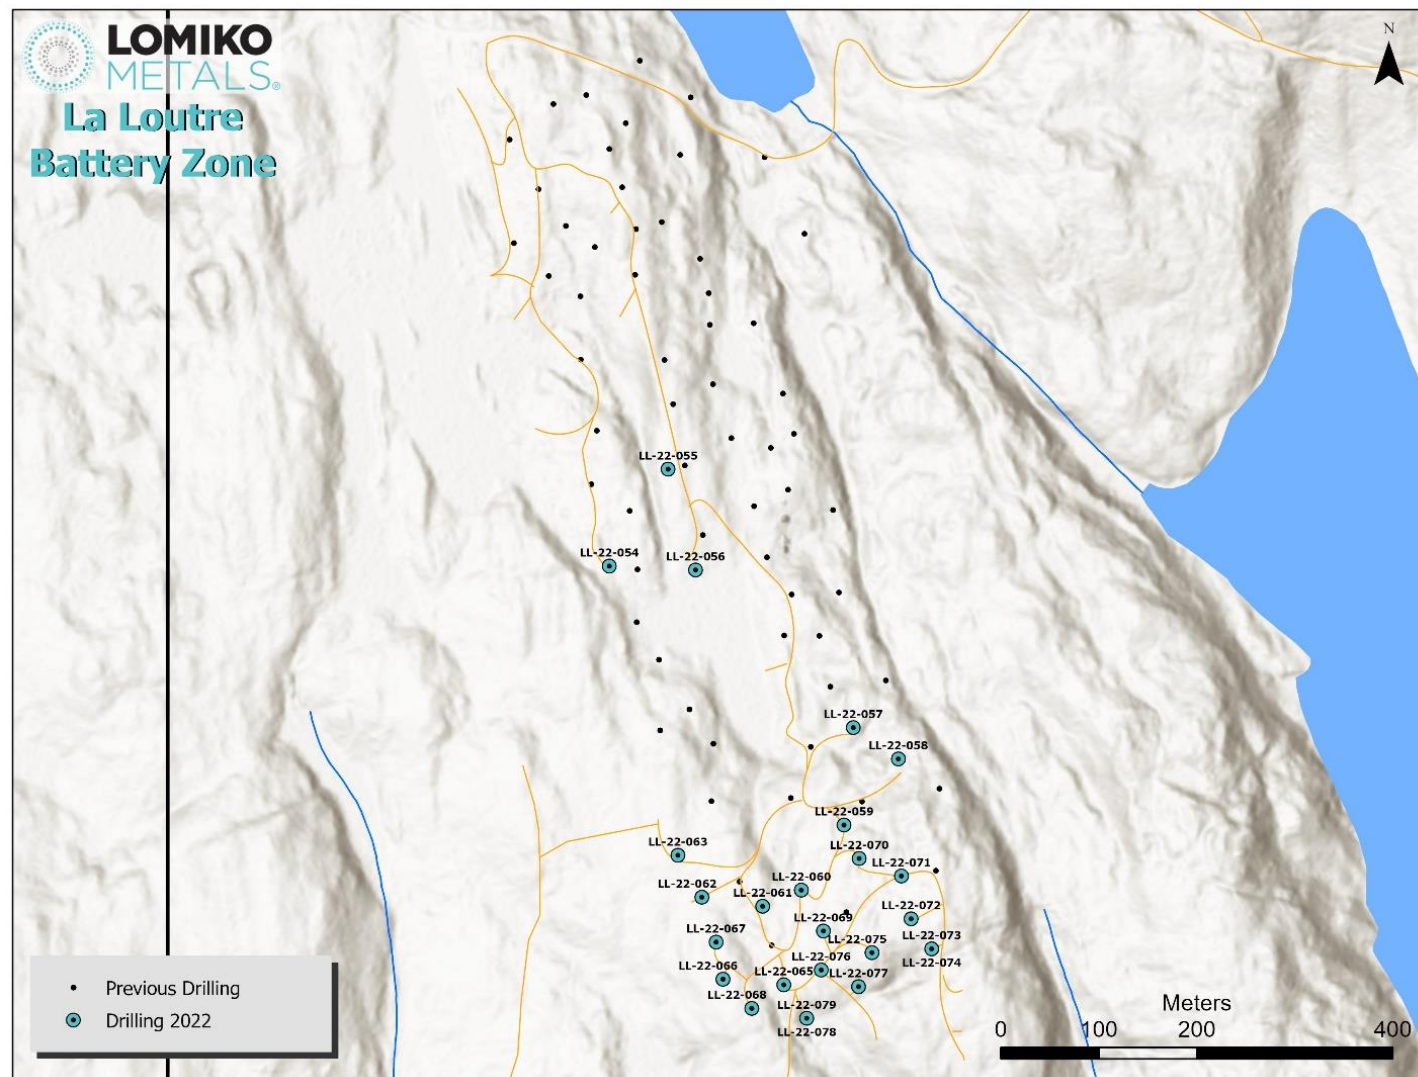 LOMIKO
METALS®
La Loutre
Battery Zone
N
LL-22-055
LL-22-054
LL-22-056
LL-22-057
LL-22-058
LL-22-059
LL-22-063
LL-22-070
LL-22-071
LL-22-062
LL-22-060
LL-22-061
LL-22-072
LL-22-067
LL-22-069
LL-22-075
LL-22-073
LL-22-074
LL-22-066
LL-22-076
LL-22-065
LL-22-077
LL-22-068
LL-22-079
LL-22-078
Previous Drilling
Drilling 2022
Meters
0 100 200 400